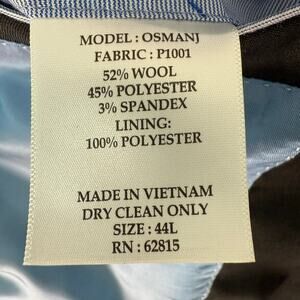 MODEL : OSMANJ
FABRIC : P1001
52% WOOL
45% POLYESTER
3% SPANDEX
LINING:
100% POLYESTER
MADE IN VIETNAM
DRY CLEAN ONLY
SIZE : 44L
RN : 62815